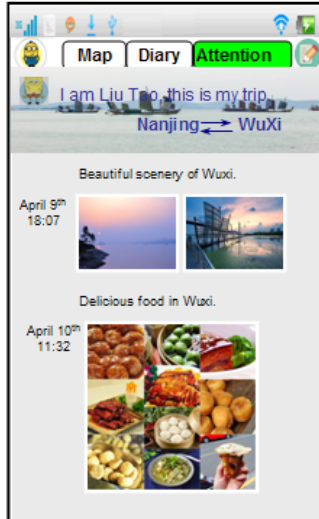 Map Diary Attention
I am Liu Tao, this is my trip.
Nanjing WuXi
Beautiful scenery of Wuxi.
April 9th
18:07
Delicious food in Wuxi.
April 10th
11:32